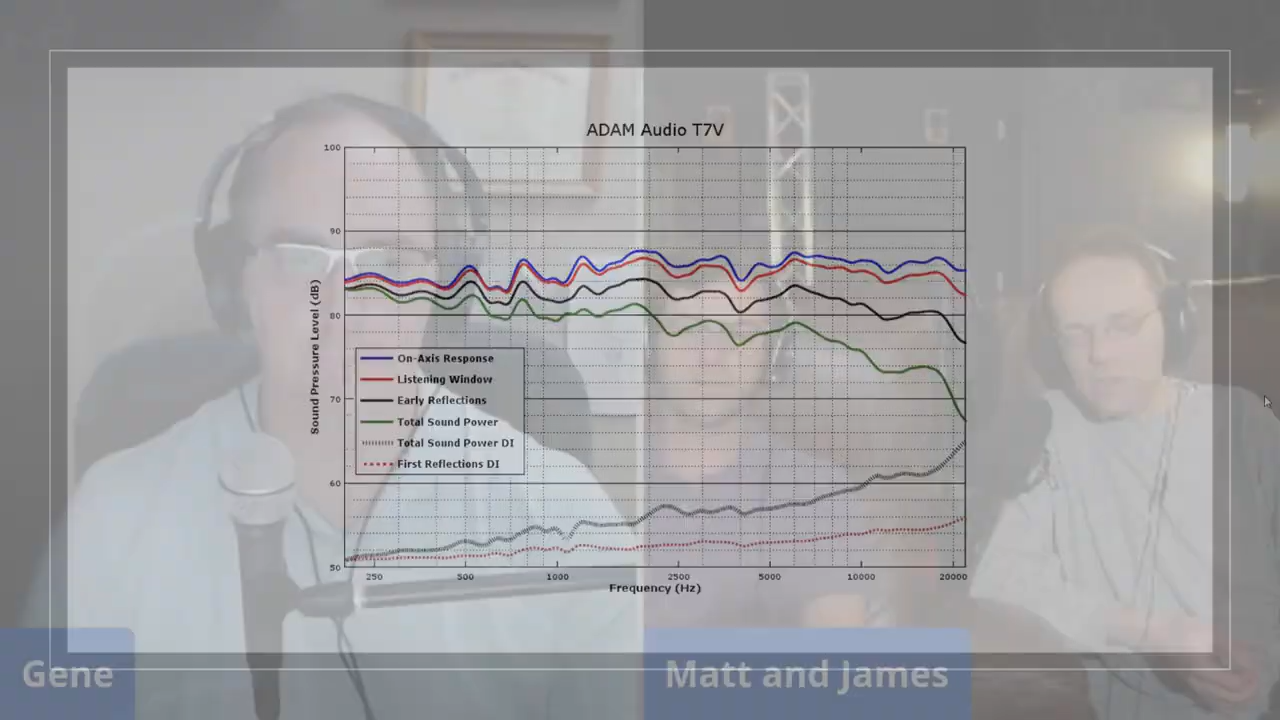 ADAM Audio T7V
100
90
80
70
60
50
Sound Pressure Level (dB)
On-Axis Response
Listening Window
Early Reflections
Total Sound Power
Total Sound Power DI
First Reflections DI
250 500 1000 2500 5000 10000 20000
Frequency (Hz)
Gene
Matt and James